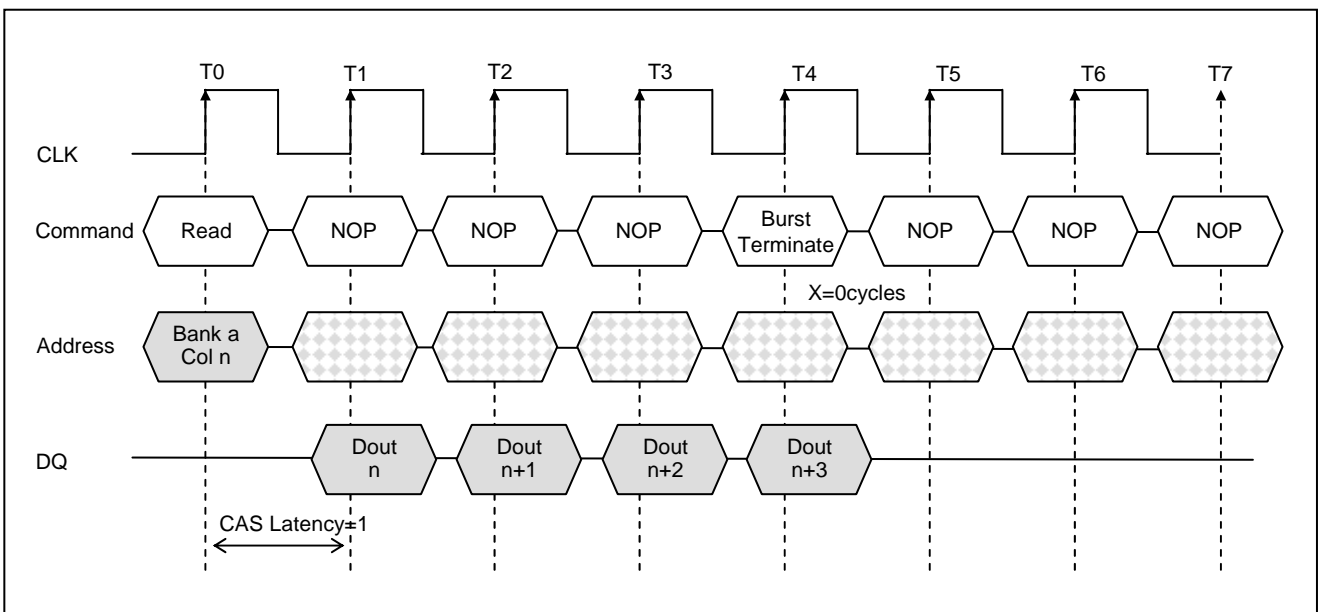 T0 T1 T2 T3 T4 T5 T6 T7
CLK
Command Read NOP NOP NOP Burst Terminate NOP NOP NOP
X=0cycles
Address Bank a Col n
DQ Dout n Dout n+1 Dout n+2 Dout n+3
CAS Latency=1